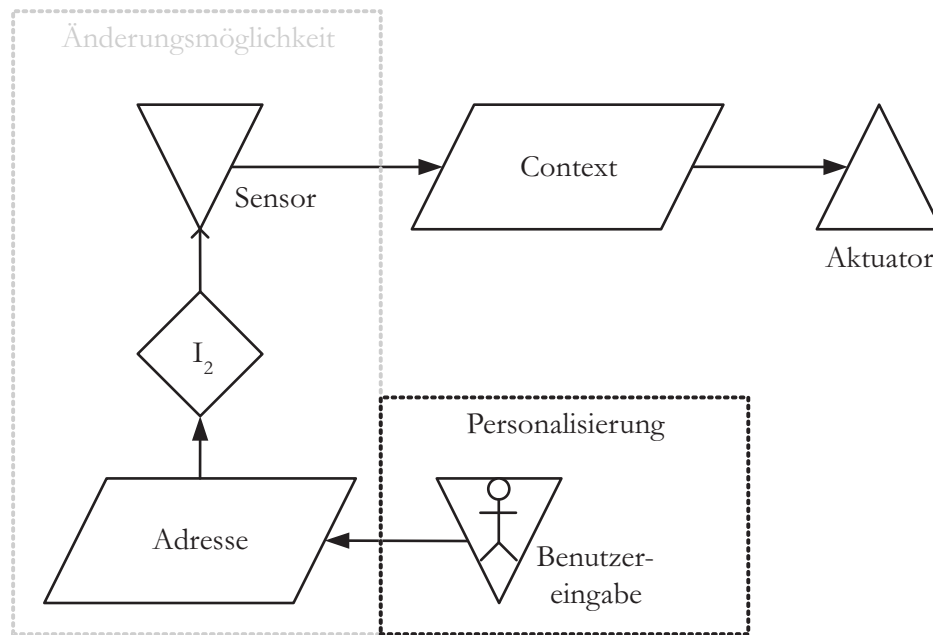 Änderungsmöglichkeit
Sensor
Context
Aktuator
I₂
Personalisierung
Adresse
Benutzer-
eingabe